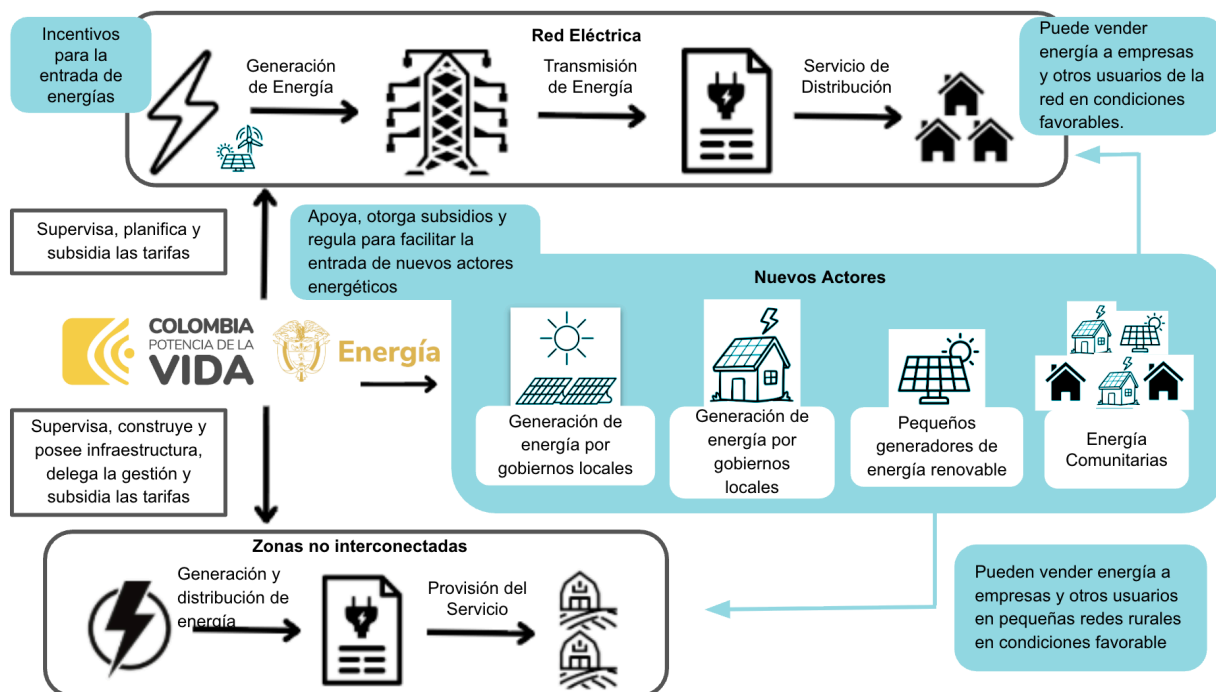 Incentivos
para la
entrada de
energías
Red Eléctrica
Generación
de Energía
Transmisión
de Energía
Servicio de
Distribución
Puede vender
energía a empresas
y otros usuarios de la
red en condiciones
favorables.
Supervisa, planifica y
subsidia las tarifas
Apoya, otorga subsidios y
regula para facilitar la
entrada de nuevos actores
energéticos
Nuevos Actores
COLOMBIA
POTENCIA DE LA
VIDA
Energía
Generación de
energía por
gobiernos locales
Generación de
energía por
gobiernos
locales
Pequeños
generadores de
energía renovable
Energía
Comunitarias
Supervisa, construye y
posee infraestructura,
delega la gestión y
subsidia las tarifas
Zonas no interconectadas
Generación y
distribución de
energía
Provisión del
Servicio
Pueden vender energía a
empresas y otros usuarios
en pequeñas redes rurales
en condiciones favorable